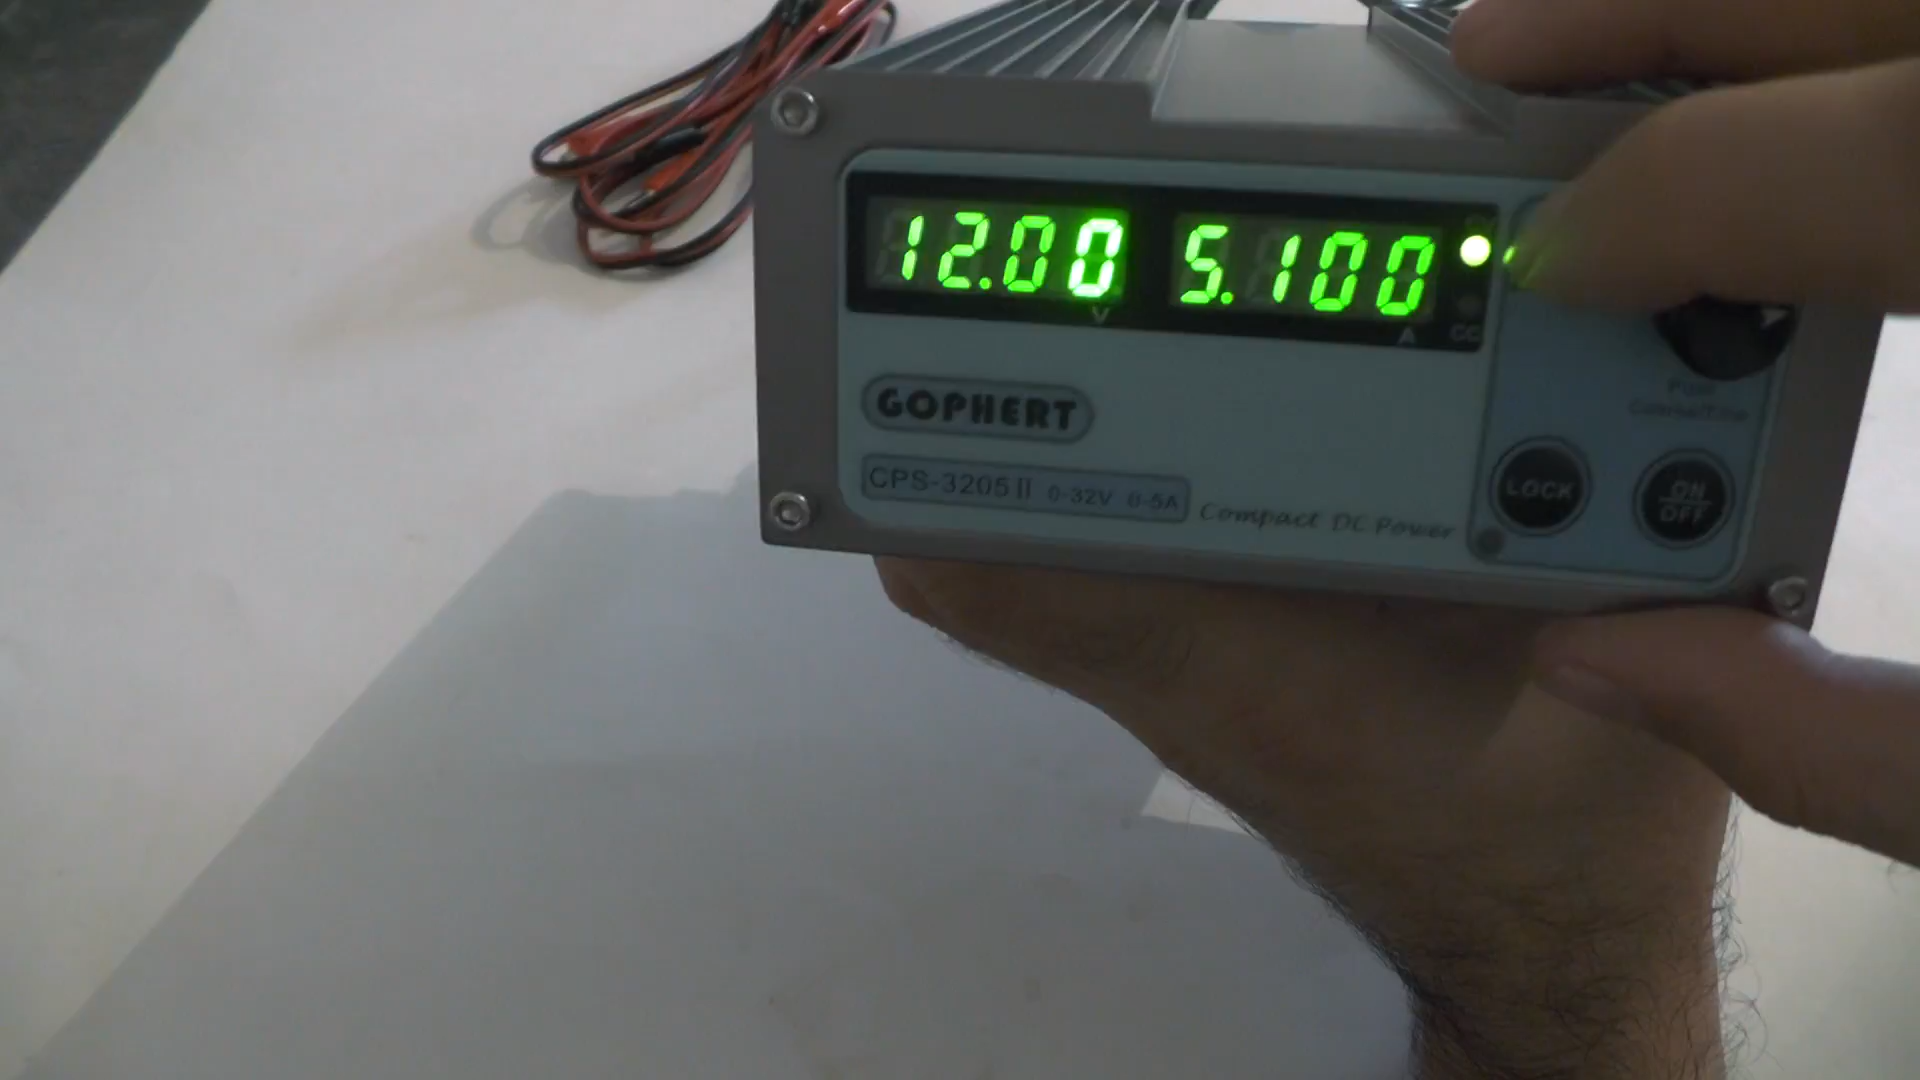 12.00 5.100
V A CC
GOPHERT
CPS-3205 II 0-32V 0-5A
Compact DC Power
Push
LOCK
ON
OFF